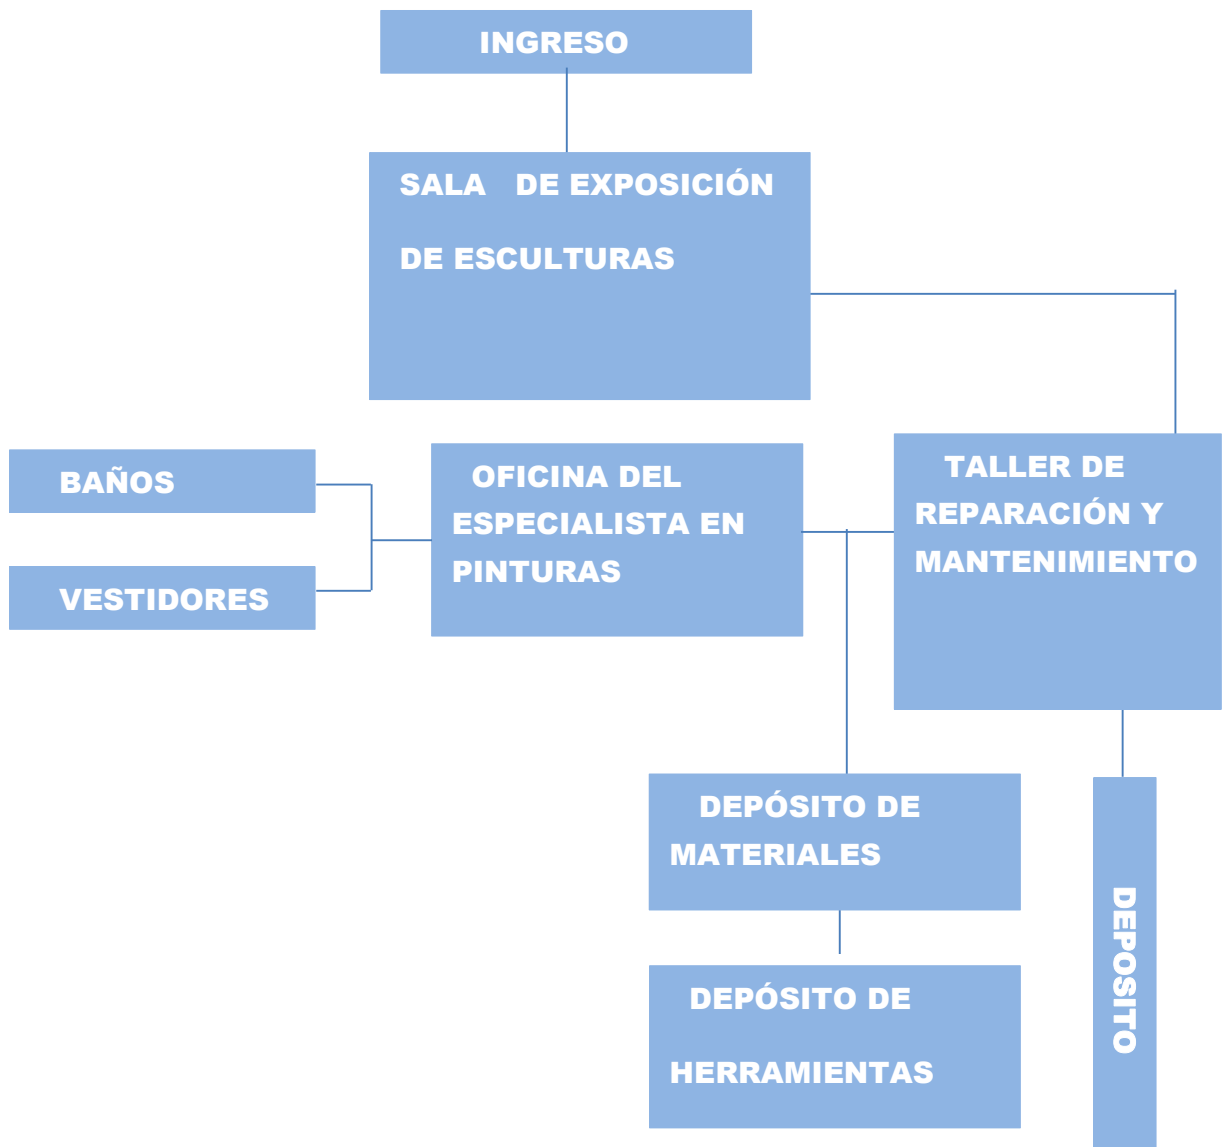 INGRESO
SALA DE EXPOSICIÓN
DE ESCULTURAS
BAÑOS
VESTIDORES
OFICINA DEL
ESPECIALISTA EN
PINTURAS
TALLER DE
REPARACIÓN Y
MANTENIMIENTO
DEPÓSITO DE
MATERIALES
DEPÓSITO DE
HERRAMIENTAS
DEPOSITO